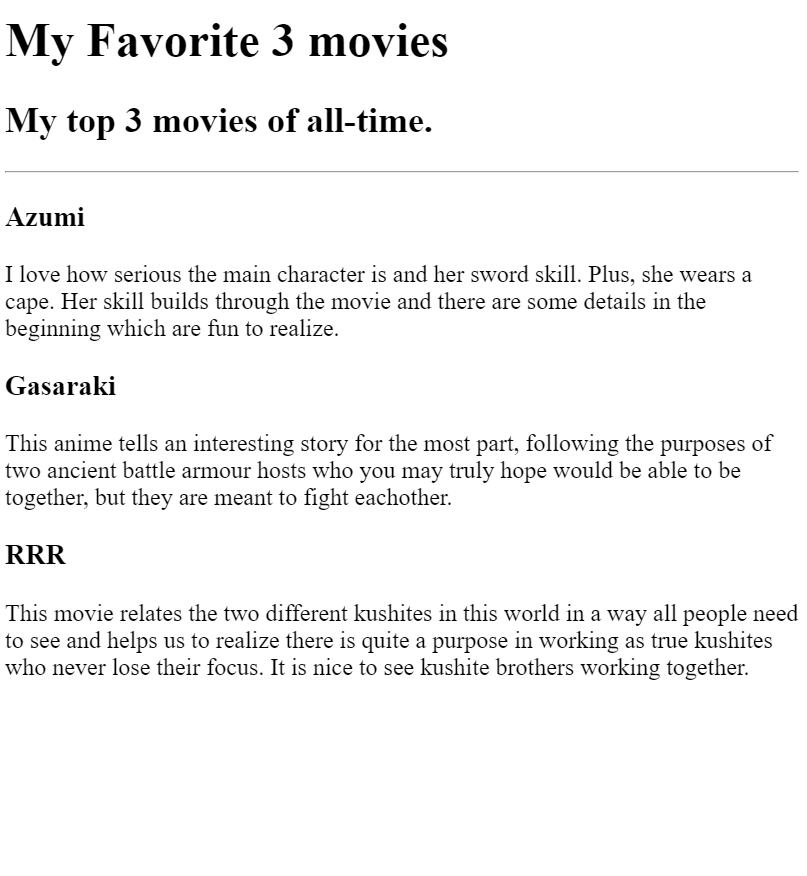 My Favorite 3 movies
My top 3 movies of all-time.
Azumi
I love how serious the main character is and her sword skill. Plus, she wears a
cape. Her skill builds through the movie and there are some details in the
beginning which are fun to realize.
Gasaraki
This anime tells an interesting story for the most part, following the purposes of
two ancient battle armour hosts who you may truly hope would be able to be
together, but they are meant to fight eachother.
RRR
This movie relates the two different kushites in this world in a way all people need
to see and helps us to realize there is quite a purpose in working as true kushites
who never lose their focus. It is nice to see kushite brothers working together.